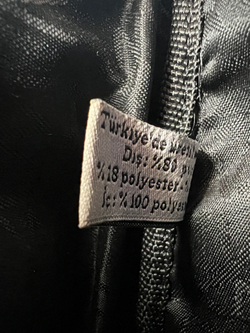 Türkiye'de
Dış: %80
%18 polyester
İç: %100